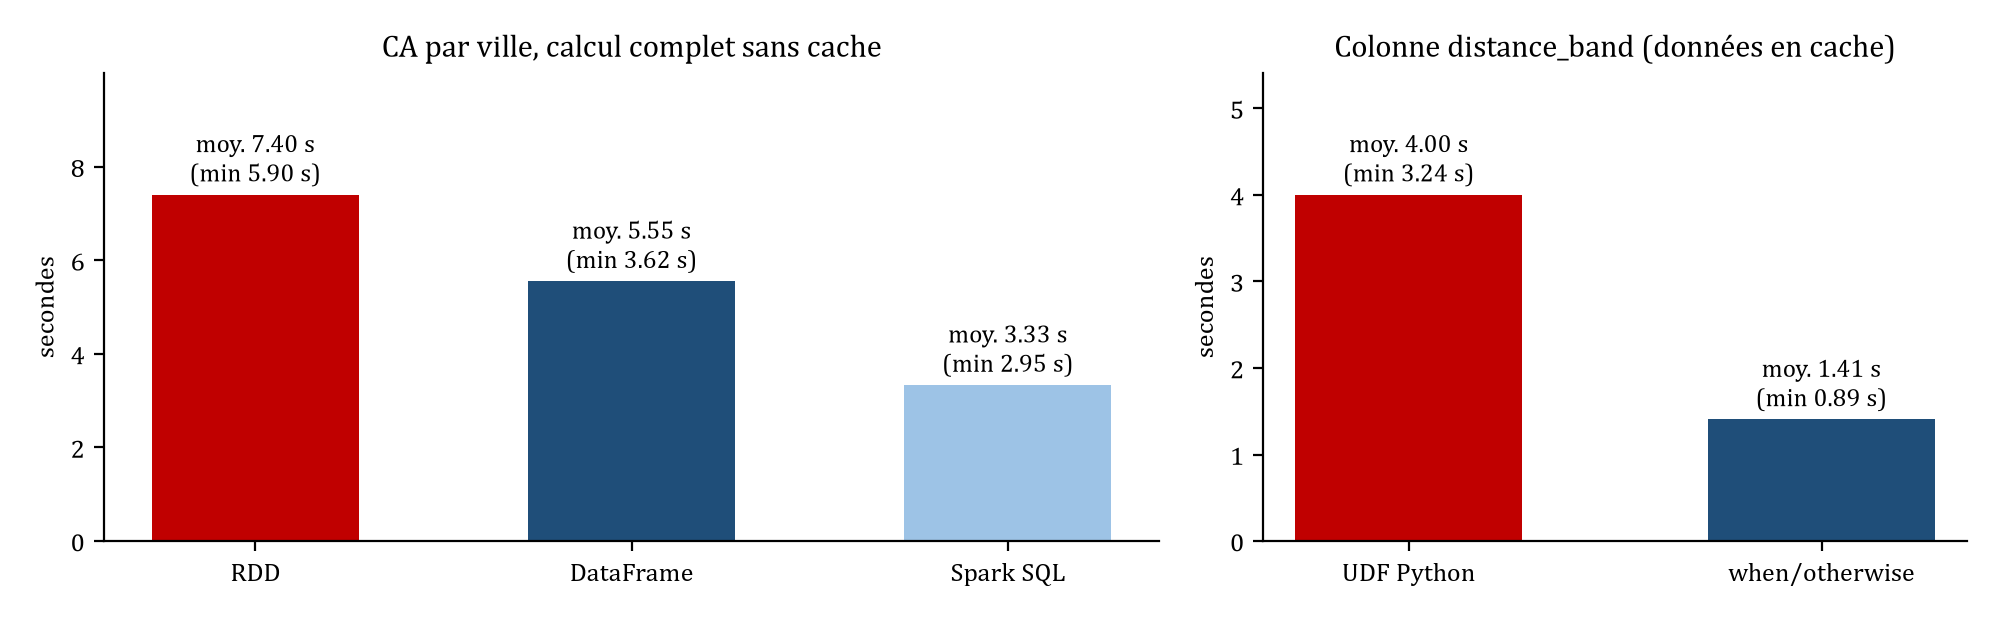 CA par ville, calcul complet sans cache
secondes
8
6
4
2
0
moy. 7.40 s
(min 5.90 s)
moy. 5.55 s
(min 3.62 s)
moy. 3.33 s
(min 2.95 s)
RDD
DataFrame
Spark SQL
Colonne distance_band (données en cache)
secondes
5
4
3
2
1
0
moy. 4.00 s
(min 3.24 s)
moy. 1.41 s
(min 0.89 s)
UDF Python
when/otherwise